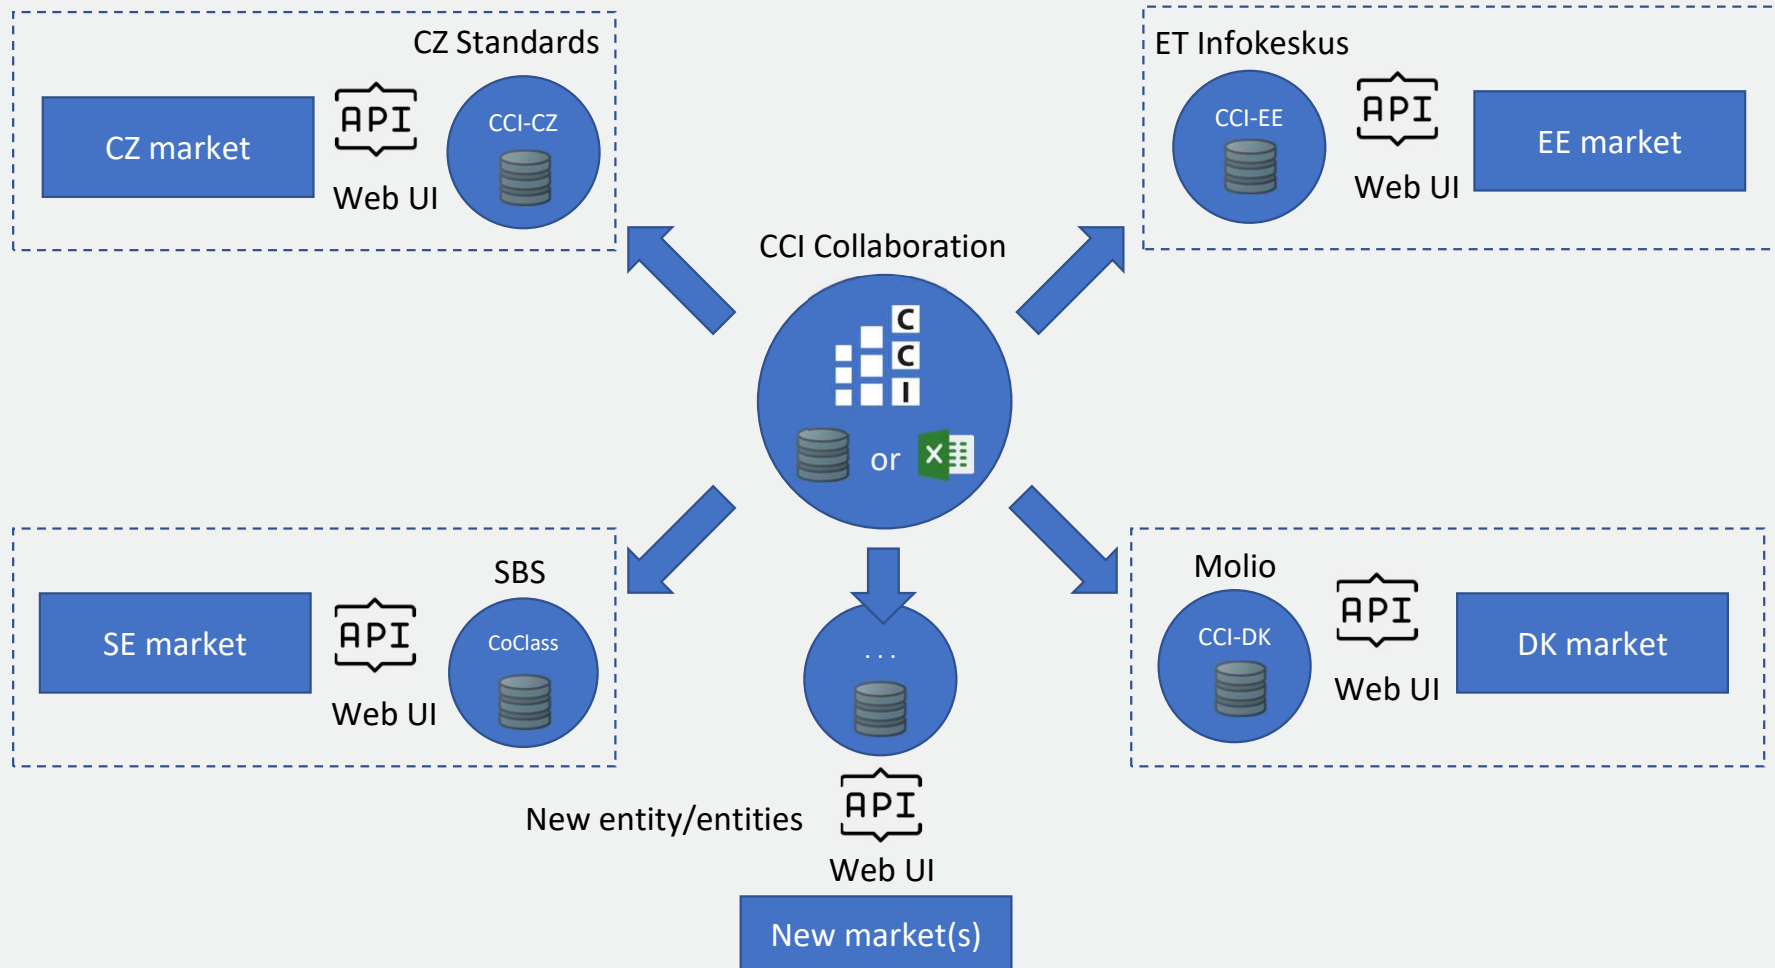 CZ Standards
CZ market
API
Web UI
CCI-CZ
ET Infokeskus
CCI-EE
API
Web UI
EE market
CCI Collaboration
C
C
I
or
X
SBS
SE market
API
Web UI
CoClass
Molio
CCI-DK
API
Web UI
DK market
. . .
New entity/entities
API
Web UI
New market(s)